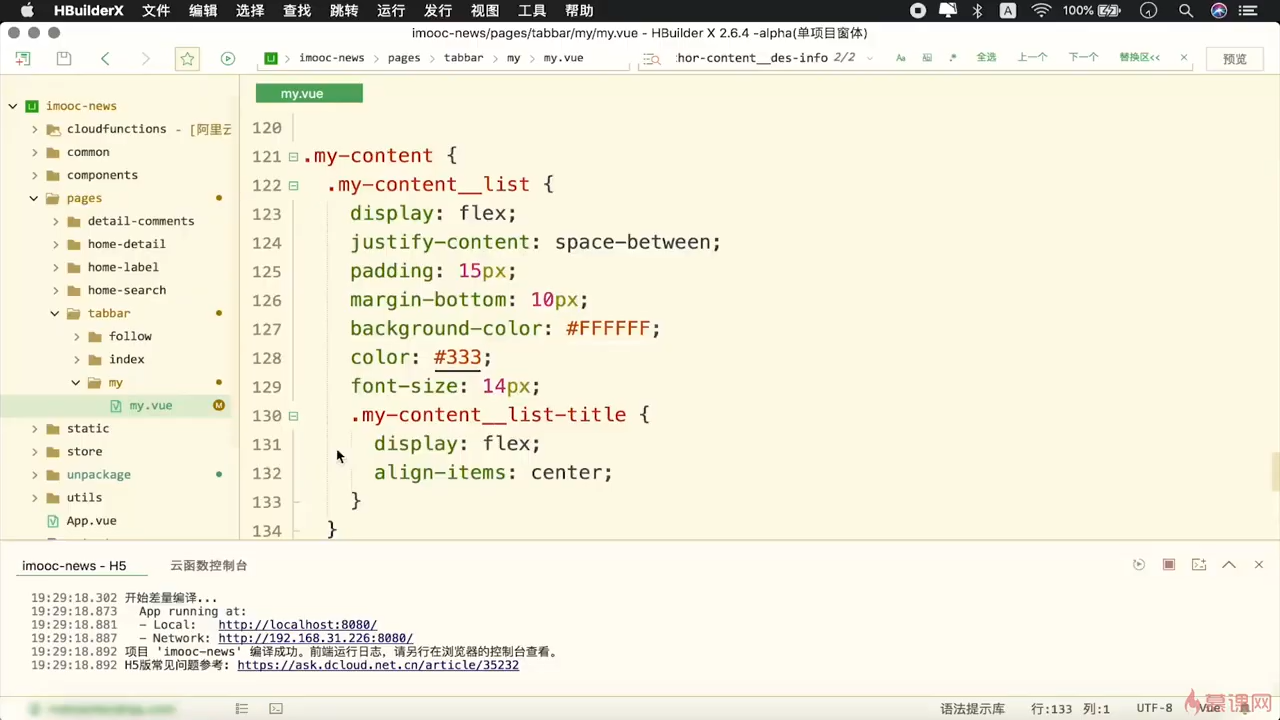 HBuilderX 文件 编辑 选择 查找 跳转 运行 发行 视图 工具 帮助 A 100%
imooc-news/pages/tabbar/my/my.vue - HBuilder X 2.6.4 -alpha(单项目窗体)
imooc-news pages tabbar my my.vue :hor-content__des-info 2/2 Aa .* 全选 上一个 下一个 替换区<< 预览
imooc-news
cloudfunctions - [阿里云
common
components
pages
detail-comments
home-detail
home-label
home-search
tabbar
follow
index
my
my.vue M
static
store
unpackage
utils
App.vue
my.vue
120
121 .my-content {
122 .my-content__list {
123 display: flex;
124 justify-content: space-between;
125 padding: 15px;
126 margin-bottom: 10px;
127 background-color: #FFFFFF;
128 color: #333;
129 font-size: 14px;
130 .my-content__list-title {
131 display: flex;
132 align-items: center;
133 }
134 }
imooc-news - H5 云函数控制台
19:29:18.302 开始差量编译...
19:29:18.873 App running at:
19:29:18.881 - Local: http://localhost:8080/
19:29:18.887 - Network: http://192.168.31.226:8080/
19:29:18.892 项目 'imooc-news' 编译成功。前端运行日志，请另行在浏览器的控制台查看。
19:29:18.892 H5版常见问题参考: https://ask.dcloud.net.cn/article/35232
语法提示库 行:133 列:1 UTF-8 Vue
慕课网